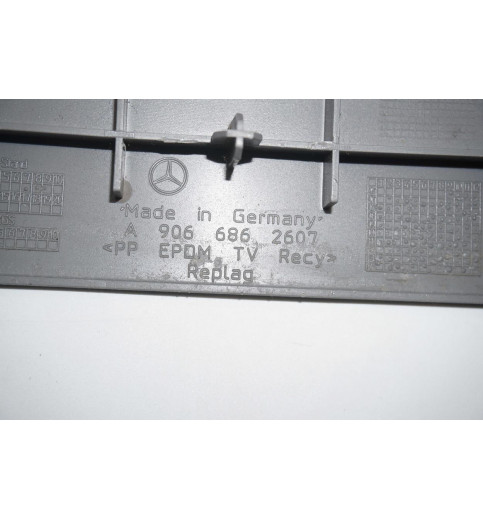 Made in Germany
A 906 686 2607
<PP EPDM TV Recy>
Replag